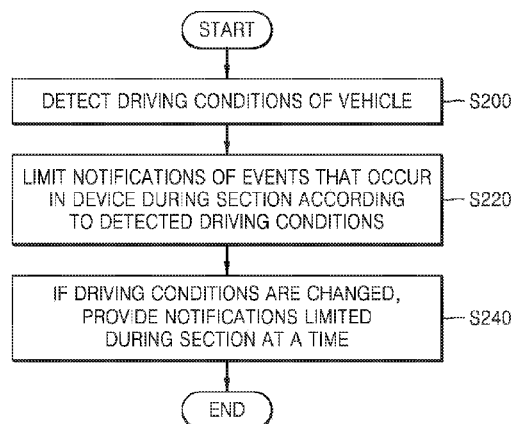 START
DETECT DRIVING CONDITIONS OF VEHICLE
S200
LIMIT NOTIFICATIONS OF EVENTS THAT OCCUR
IN DEVICE DURING SECTION ACCORDING
TO DETECTED DRIVING CONDITIONS
S220
IF DRIVING CONDITIONS ARE CHANGED,
PROVIDE NOTIFICATIONS LIMITED
DURING SECTION AT A TIME
S240
END